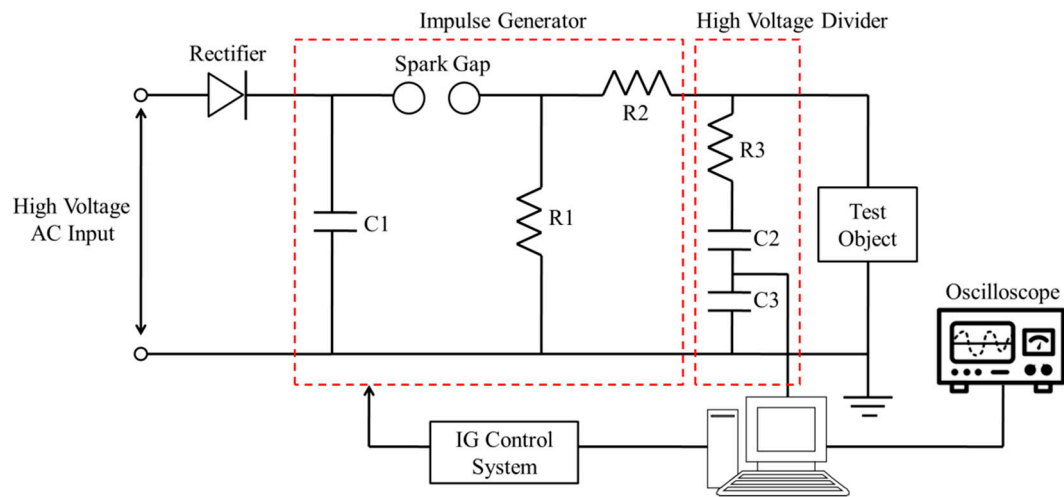 Impulse Generator
High Voltage Divider
Rectifier
Spark Gap
R2
R3
High Voltage
AC Input
C1
R1
C2
C3
Test
Object
Oscilloscope
IG Control
System